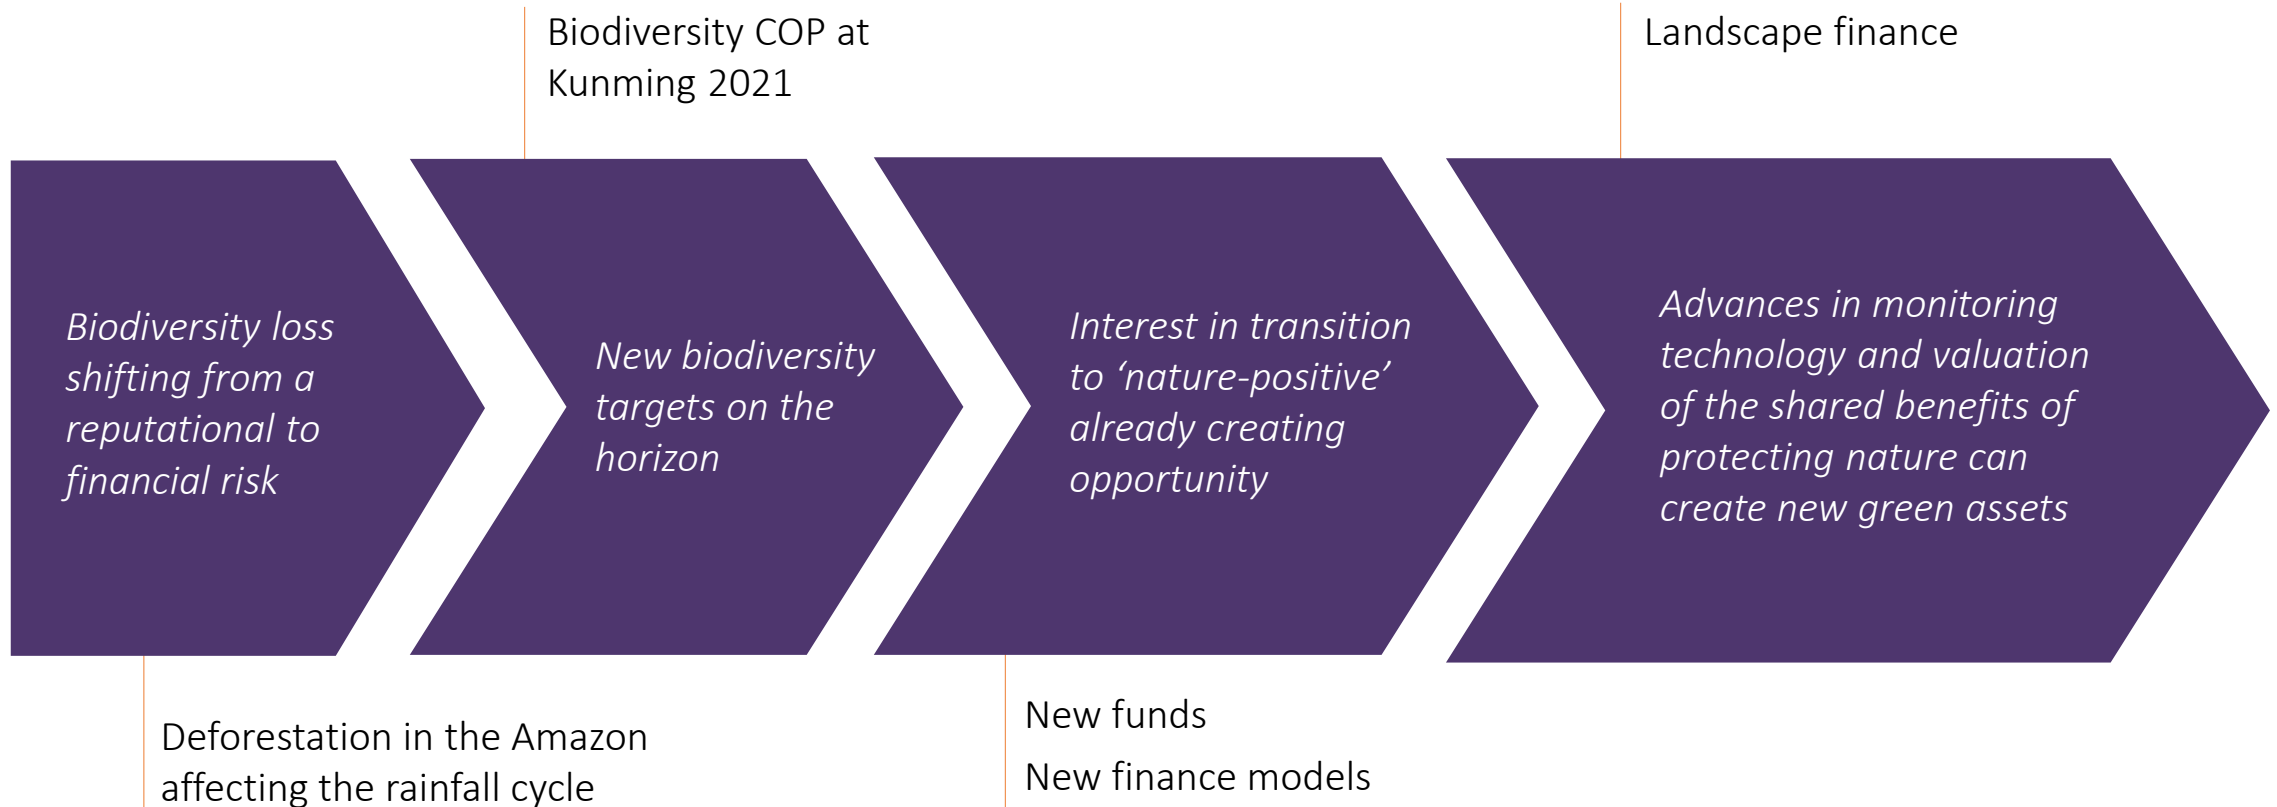 Biodiversity COP at
Kunming 2021
Landscape finance
Biodiversity loss
shifting from a
reputational to
financial risk
New biodiversity
targets on the
horizon
Interest in transition
to ‘nature-positive’
already creating
opportunity
Advances in monitoring
technology and valuation
of the shared benefits of
protecting nature can
create new green assets
Deforestation in the Amazon
affecting the rainfall cycle
New funds
New finance models